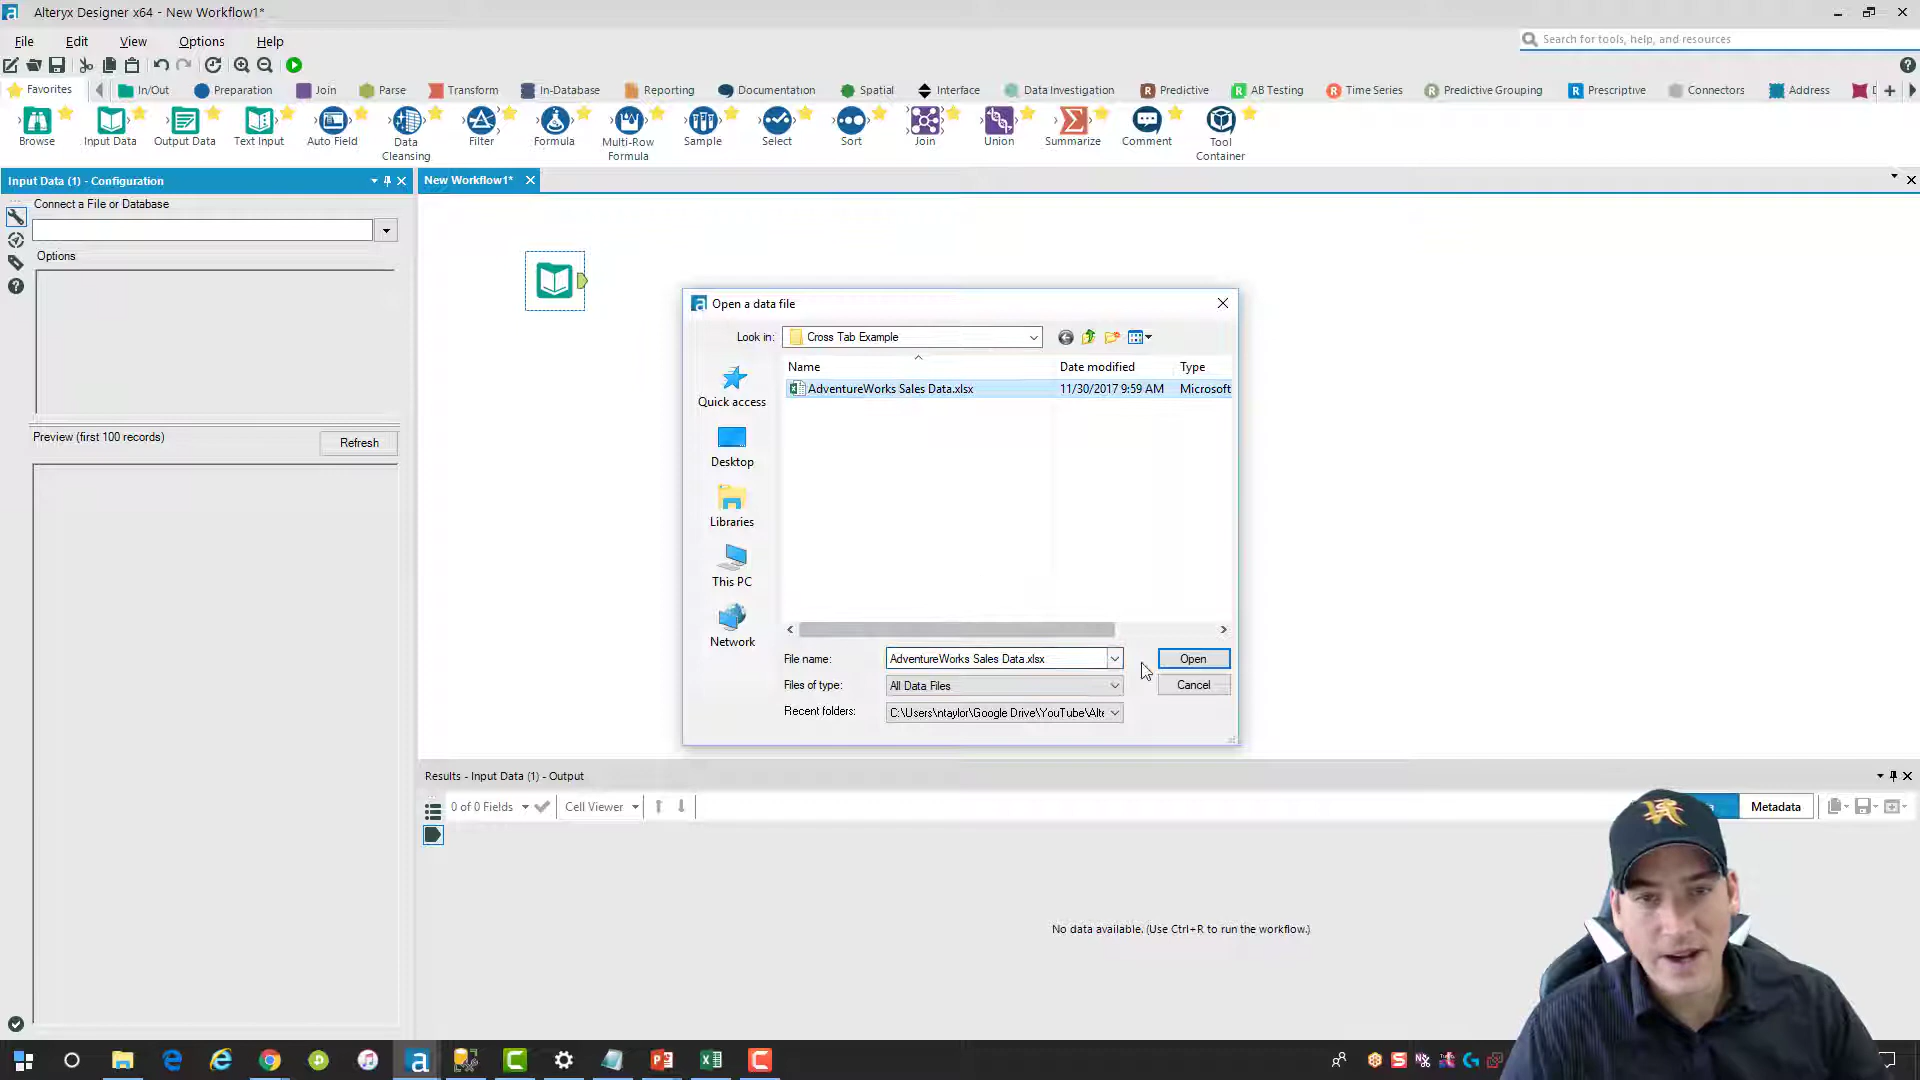 Alteryx Designer x64 - New Workflow1*
File Edit View Options Help
Search for tools, help, and resources
Favorites In/Out Preparation Join Parse Transform In-Database Reporting Documentation Spatial Interface Data Investigation Predictive AB Testing Time Series Predictive Grouping Prescriptive Connectors Address
Browse Input Data Output Data Text Input Auto Field Data Cleansing Filter Formula Multi-Row Formula Sample Select Sort Join Union Summarize Comment Tool Container
Input Data (1) - Configuration
New Workflow1*
Connect a File or Database
Options
Preview (first 100 records)
Refresh
Open a data file
Look in: Cross Tab Example
Name Date modified Type
AdventureWorks Sales Data.xlsx 11/30/2017 9:59 AM Microsoft
Quick access
Desktop
Libraries
This PC
Network
File name: AdventureWorks Sales Data.xlsx Open
Files of type: All Data Files Cancel
Recent folders: C:\Users\ntaylor\Google Drive\YouTube\Alte
Results - Input Data (1) - Output
0 of 0 Fields Cell Viewer
Metadata
No data available. (Use Ctrl+R to run the workflow.)